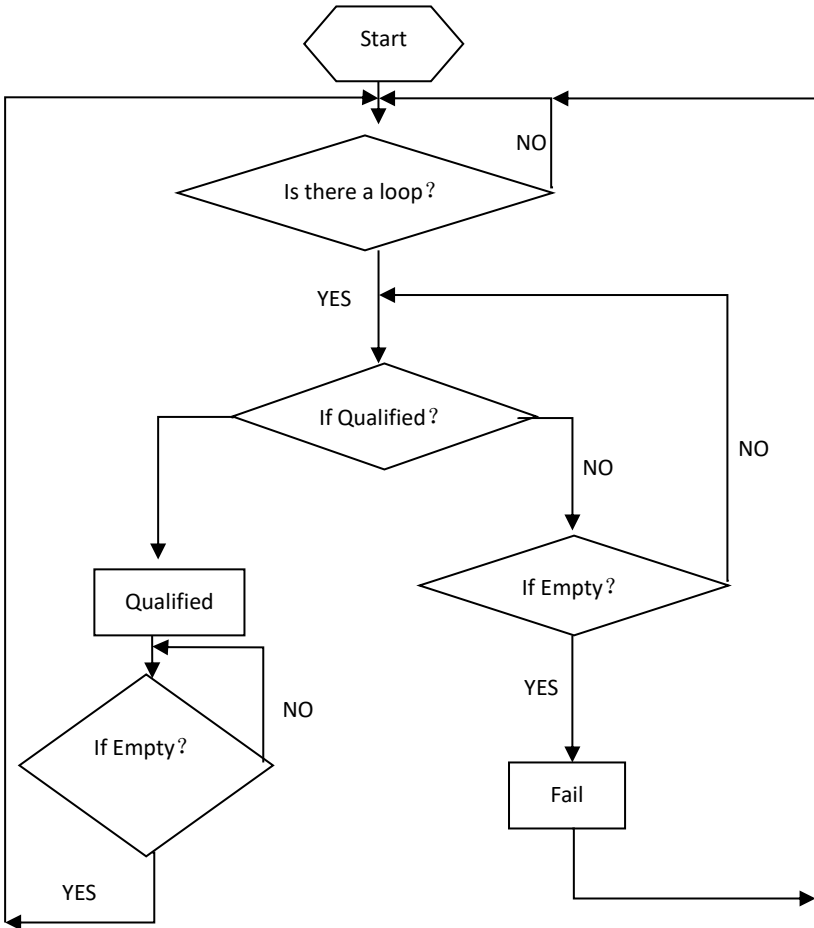 Start
NO
Is there a loop？
YES
If Qualified？
NO
NO
If Empty？
Qualified
YES
NO
If Empty？
Fail
YES